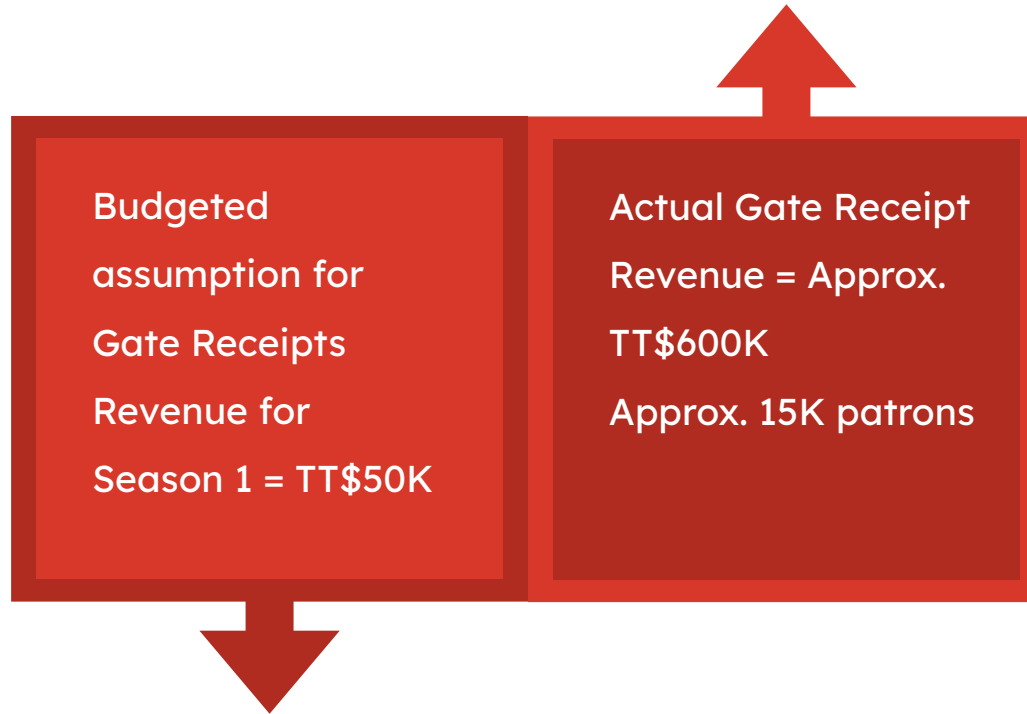 Budgeted
assumption for
Gate Receipts
Revenue for
Season 1 = TT$50K
Actual Gate Receipt
Revenue = Approx.
TT$600K
Approx. 15K patrons